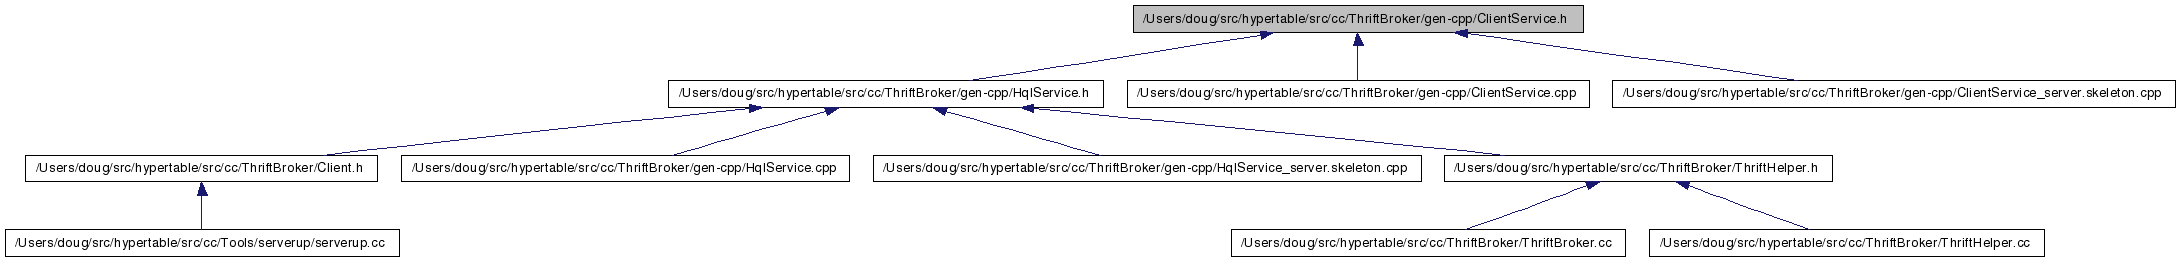 /Users/doug/src/hypertable/src/cc/ThriftBroker/gen-cpp/ClientService.h
/Users/doug/src/hypertable/src/cc/ThriftBroker/gen-cpp/HqlService.h
/Users/doug/src/hypertable/src/cc/ThriftBroker/gen-cpp/ClientService.cpp
/Users/doug/src/hypertable/src/cc/ThriftBroker/gen-cpp/ClientService_server.skeleton.cpp
/Users/doug/src/hypertable/src/cc/ThriftBroker/Client.h
/Users/doug/src/hypertable/src/cc/ThriftBroker/gen-cpp/HqlService.cpp
/Users/doug/src/hypertable/src/cc/ThriftBroker/gen-cpp/HqlService_server.skeleton.cpp
/Users/doug/src/hypertable/src/cc/ThriftBroker/ThriftHelper.h
/Users/doug/src/hypertable/src/cc/Tools/serverup/serverup.cc
/Users/doug/src/hypertable/src/cc/ThriftBroker/ThriftBroker.cc
/Users/doug/src/hypertable/src/cc/ThriftBroker/ThriftHelper.cc